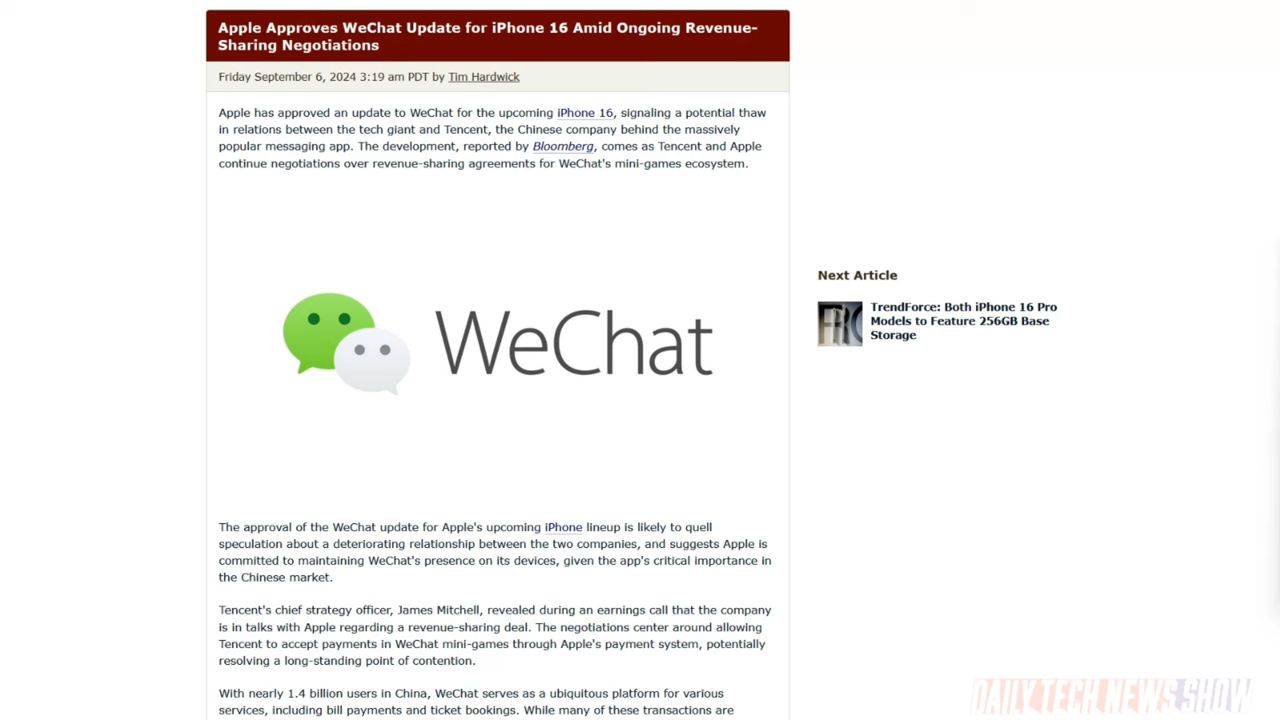 Apple Approves WeChat Update for iPhone 16 Amid Ongoing Revenue-
Sharing Negotiations
Friday September 6, 2024 3:19 am PDT by Tim Hardwick
Apple has approved an update to WeChat for the upcoming iPhone 16, signaling a potential thaw
in relations between the tech giant and Tencent, the Chinese company behind the massively
popular messaging app. The development, reported by Bloomberg, comes as Tencent and Apple
continue negotiations over revenue-sharing agreements for WeChat's mini-games ecosystem.
WeChat
Next Article
TrendForce: Both iPhone 16 Pro
Models to Feature 256GB Base
Storage
The approval of the WeChat update for Apple's upcoming iPhone lineup is likely to quell
speculation about a deteriorating relationship between the two companies, and suggests Apple is
committed to maintaining WeChat's presence on its devices, given the app's critical importance in
the Chinese market.
Tencent's chief strategy officer, James Mitchell, revealed during an earnings call that the company
is in talks with Apple regarding a revenue-sharing deal. The negotiations center around allowing
Tencent to accept payments in WeChat mini-games through Apple's payment system, potentially
resolving a long-standing point of contention.
With nearly 1.4 billion users in China, WeChat serves as a ubiquitous platform for various
services, including bill payments and ticket bookings. While many of these transactions are
DAILY TECH NEWS SHOW